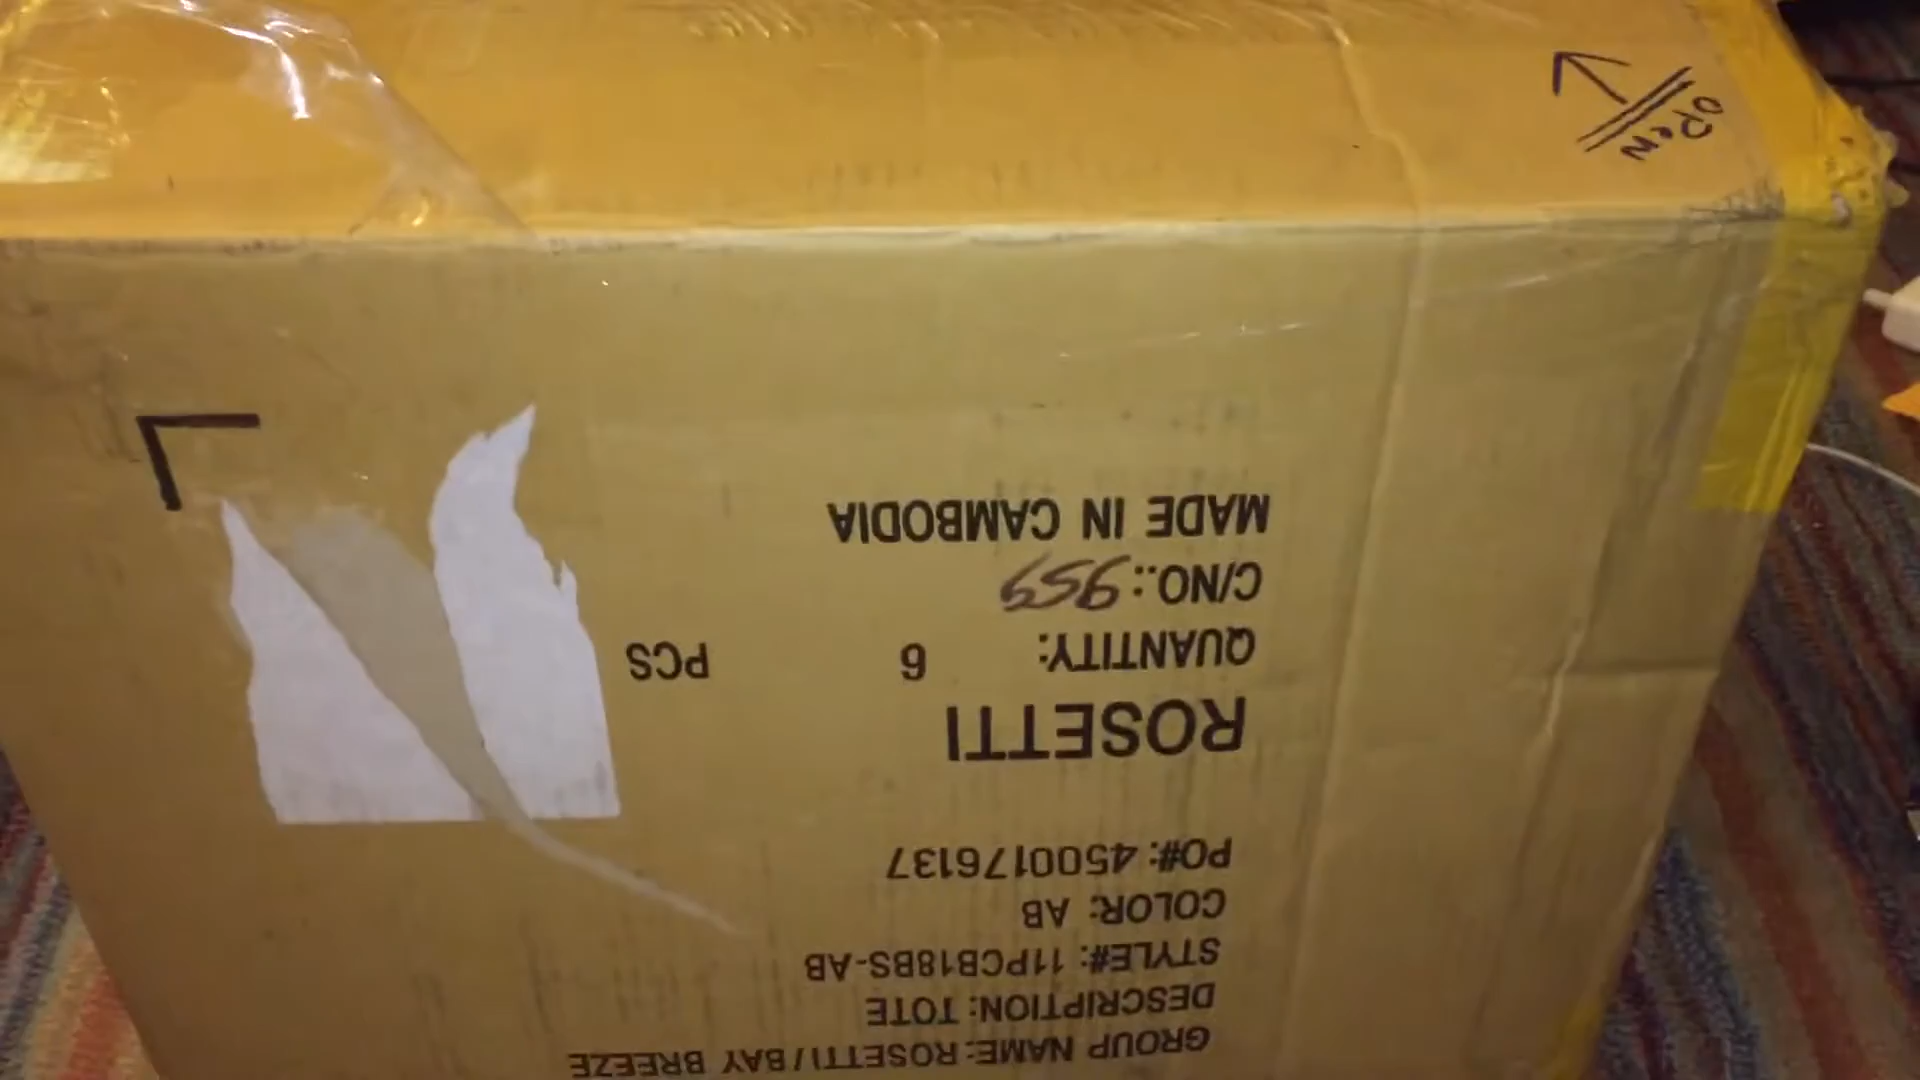 GROUP NAME: ROSETTI / BAY BREEZE
DESCRIPTION: TOTE
STYLE#: 11PCB18BS-AB
COLOR: AB
PO#: 4500176137
ROSETTI
QUANTITY: 6 PCS
C/NO.: 959
MADE IN CAMBODIA
OPeN